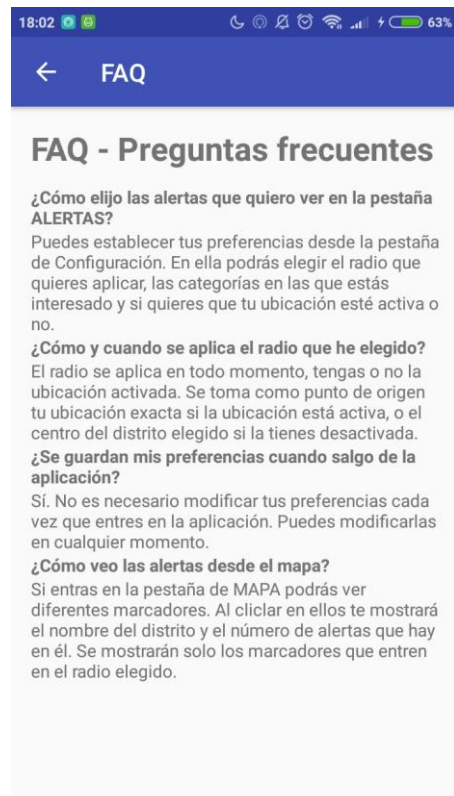 18:02 63%
FAQ
FAQ - Preguntas frecuentes
¿Cómo elijo las alertas que quiero ver en la pestaña
ALERTAS?
Puedes establecer tus preferencias desde la pestaña
de Configuración. En ella podrás elegir el radio que
quieres aplicar, las categorías en las que estás
interesado y si quieres que tu ubicación esté activa o
no.
¿Cómo y cuando se aplica el radio que he elegido?
El radio se aplica en todo momento, tengas o no la
ubicación activada. Se toma como punto de origen
tu ubicación exacta si la ubicación está activa, o el
centro del distrito elegido si la tienes desactivada.
¿Se guardan mis preferencias cuando salgo de la
aplicación?
Sí. No es necesario modificar tus preferencias cada
vez que entres en la aplicación. Puedes modificarlas
en cualquier momento.
¿Cómo veo las alertas desde el mapa?
Si entras en la pestaña de MAPA podrás ver
diferentes marcadores. Al cliclar en ellos te mostrará
el nombre del distrito y el número de alertas que hay
en él. Se mostrarán solo los marcadores que entren
en el radio elegido.